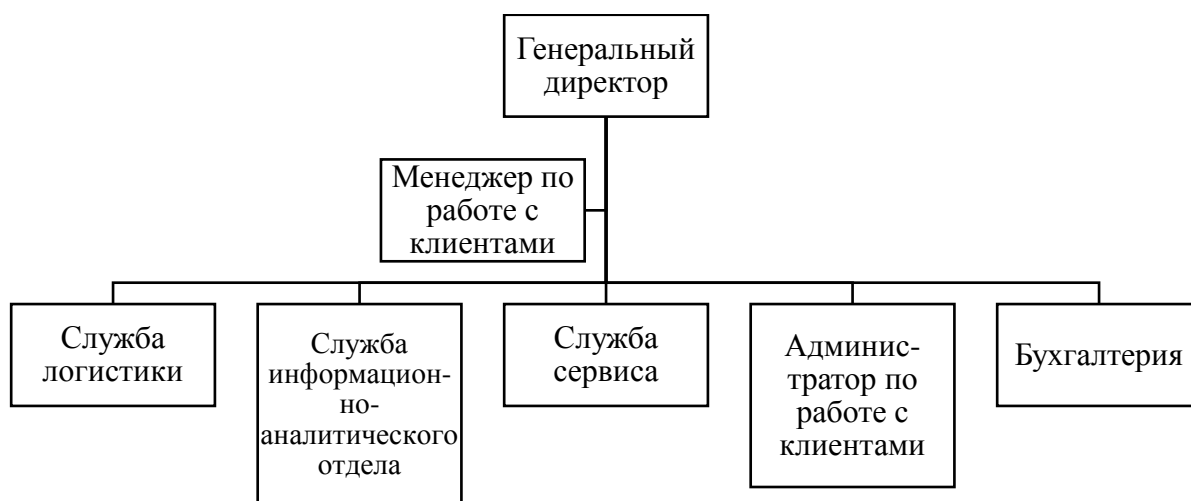 Генеральный
директор
Менеджер по
работе с
клиентами
Служба
логистики
Служба
информацион-
но-
аналитического
отдела
Служба
сервиса
Админис-
тратор по
работе с
клиентами
Бухгалтерия